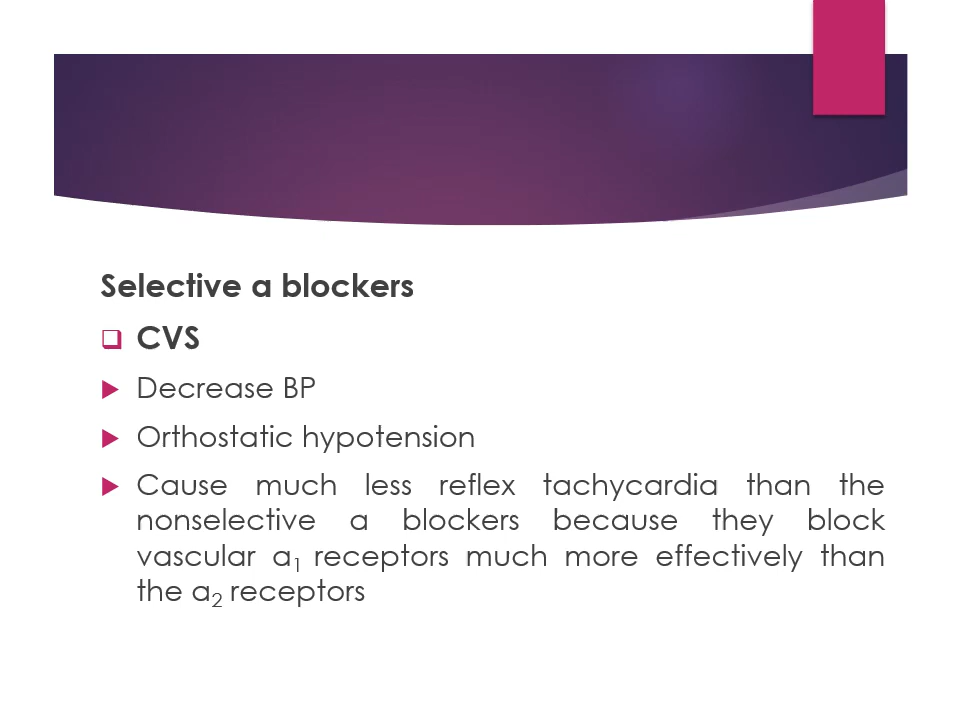 Selective a blockers
CVS
Decrease BP
Orthostatic hypotension
Cause much less reflex tachycardia than the
nonselective a blockers because they block
vascular a1 receptors much more effectively than
the a2 receptors